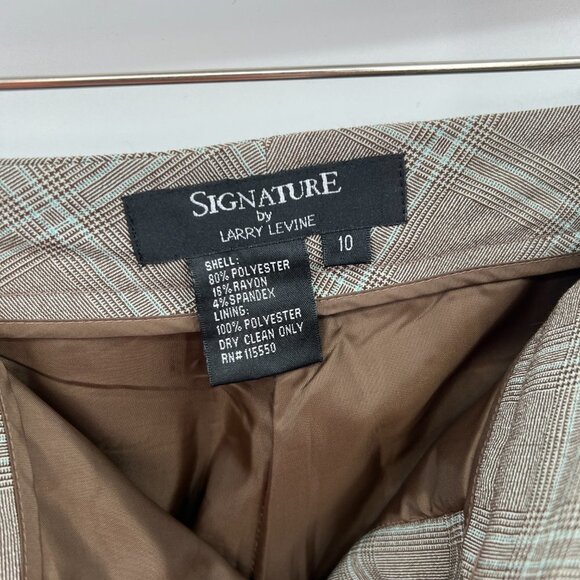 SIGNATURE
by
LARRY LEVINE
10
SHELL:
80% POLYESTER
16% RAYON
4% SPANDEX
LINING:
100% POLYESTER
DRY CLEAN ONLY
RN# 115550